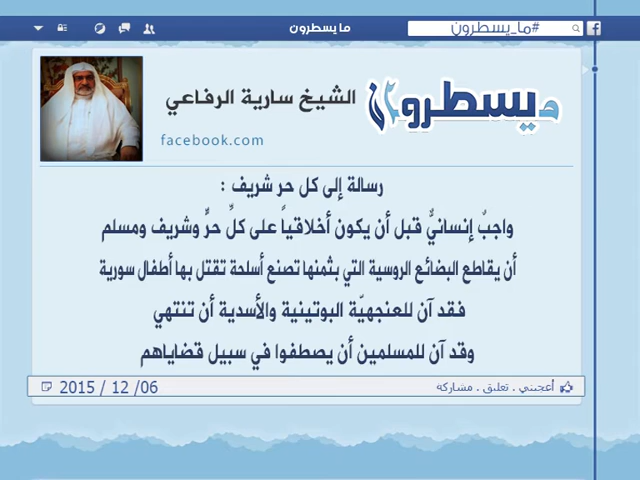 ما يسطرون
#ما_يسطرون
ما يسطرون
الشيخ سارية الرفاعي
facebook.com
رسالة إلى كل حر شريف :
واجبٌ إنسانيٌّ قبل أن يكون أخلاقياً على كلِّ حرٍّ وشريف ومسلم
أن يقاطع البضائع الروسية التي بثمنها تصنع أسلحة تقتل بها أطفال سورية
فقد آن للعنجهيّة البوتينية والأسدية أن تنتهي
وقد آن للمسلمين أن يصطفوا في سبيل قضاياهم
أعجبني . تعليق . مشاركة
2015 / 12 /06